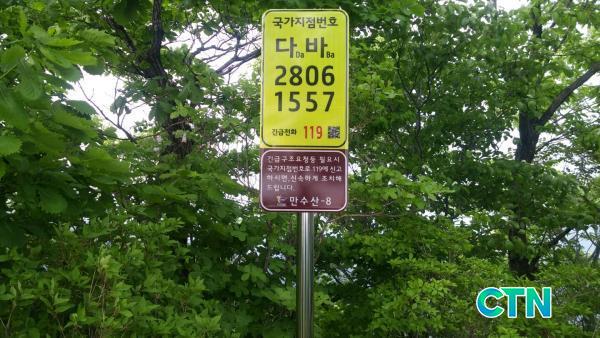 국가지점번호
다Da 바Ba
2806
1557
긴급전화 119
긴급구조요청등 필요시
국가지점번호로 119에 신고
하시면, 신속하게 조치해
드립니다.
만수산-8
CTN